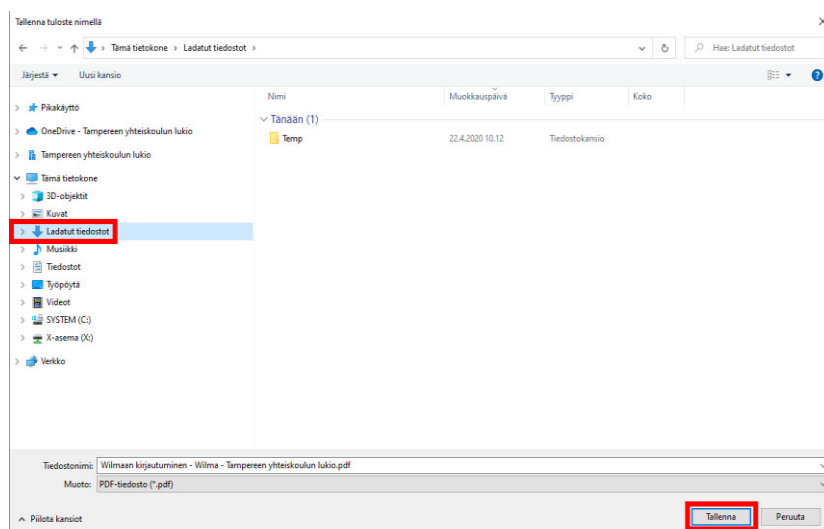 Tallenna tuloste nimellä
Tämä tietokone > Ladatut tiedostot >
Hae: Ladatut tiedostot
Järjestä Uusi kansio
Nimi Muokkauspäivä Tyyppi Koko
Pikakäyttö
Tänään (1)
OneDrive - Tampereen yhteiskoulun lukio
Temp 22.4.2020 10.12 Tiedostokansio
Tampereen yhteiskoulun lukio
Tämä tietokone
3D-objektit
Kuvat
Ladatut tiedostot
Musiikki
Tiedostot
Työpöytä
Videot
SYSTEM (C:)
X-asema (X:)
Verkko
Tiedostonimi: Wilmaan kirjautuminen - Wilma - Tampereen yhteiskoulun lukio.pdf
Muoto: PDF-tiedosto (*.pdf)
Piilota kansiot
Tallenna Peruuta